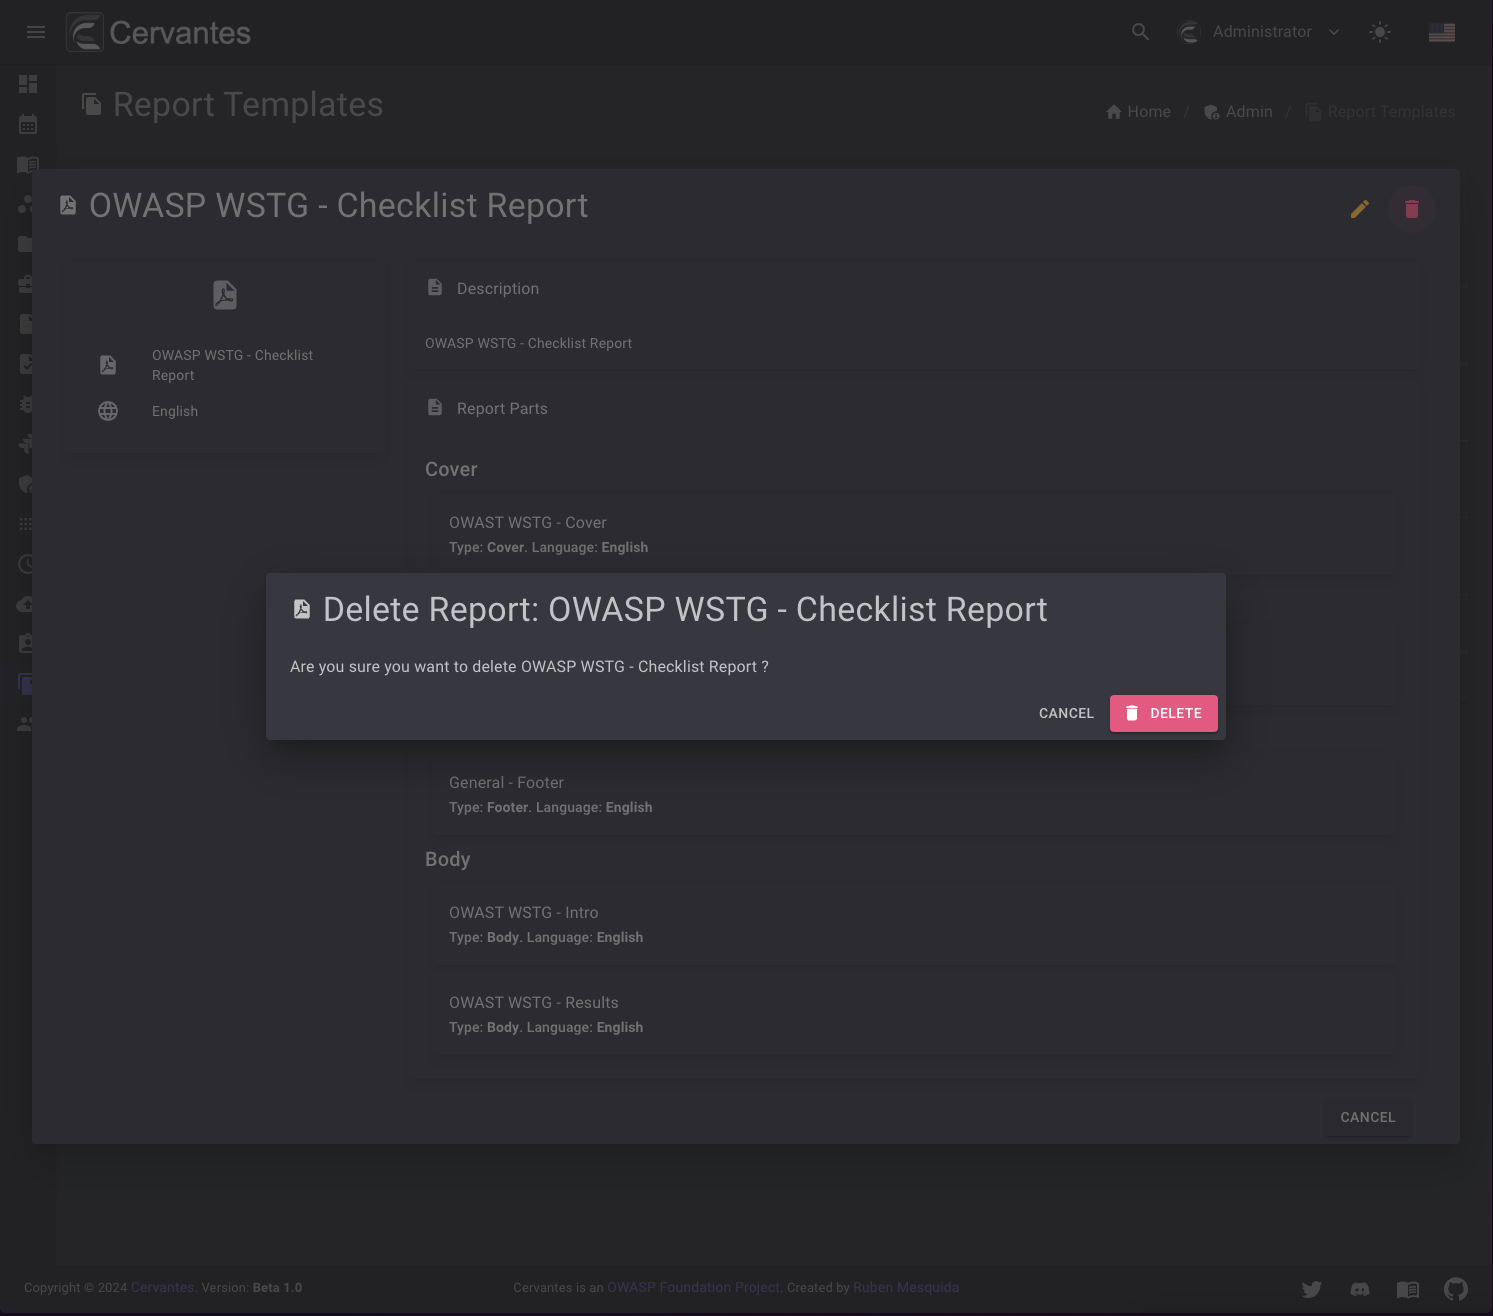 Cervantes
Administrator
Report Templates
Home / Admin / Report Templates
OWASP WSTG - Checklist Report
OWASP WSTG - Checklist
Report
English
Description
OWASP WSTG - Checklist Report
Report Parts
Cover
OWAST WSTG - Cover
Type: Cover. Language: English
Delete Report: OWASP WSTG - Checklist Report
Are you sure you want to delete OWASP WSTG - Checklist Report ?
CANCEL
DELETE
General - Footer
Type: Footer. Language: English
Body
OWAST WSTG - Intro
Type: Body. Language: English
OWAST WSTG - Results
Type: Body. Language: English
CANCEL
Copyright © 2024 Cervantes. Version: Beta 1.0
Cervantes is an OWASP Foundation Project. Created by Ruben Mesquida